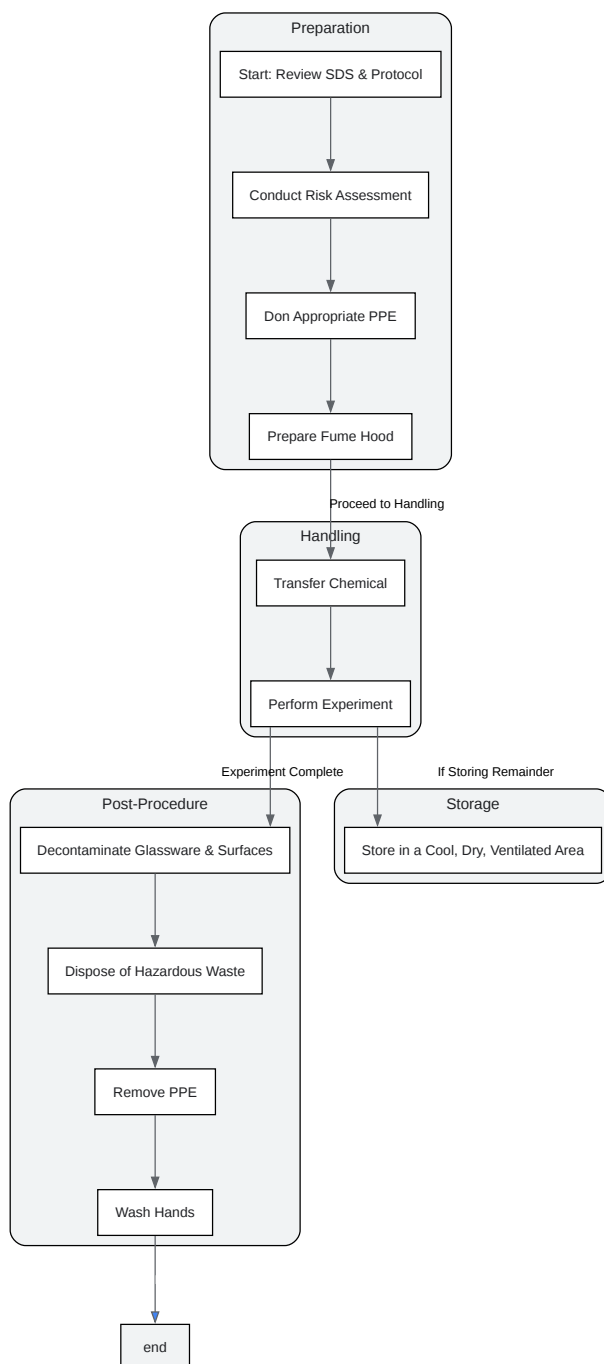 Preparation
Start: Review SDS & Protocol
Conduct Risk Assessment
Don Appropriate PPE
Prepare Fume Hood
Proceed to Handling
Handling
Transfer Chemical
Perform Experiment
Experiment Complete
If Storing Remainder
Post-Procedure
Decontaminate Glassware & Surfaces
Dispose of Hazardous Waste
Remove PPE
Wash Hands
end
Storage
Store in a Cool, Dry, Ventilated Area